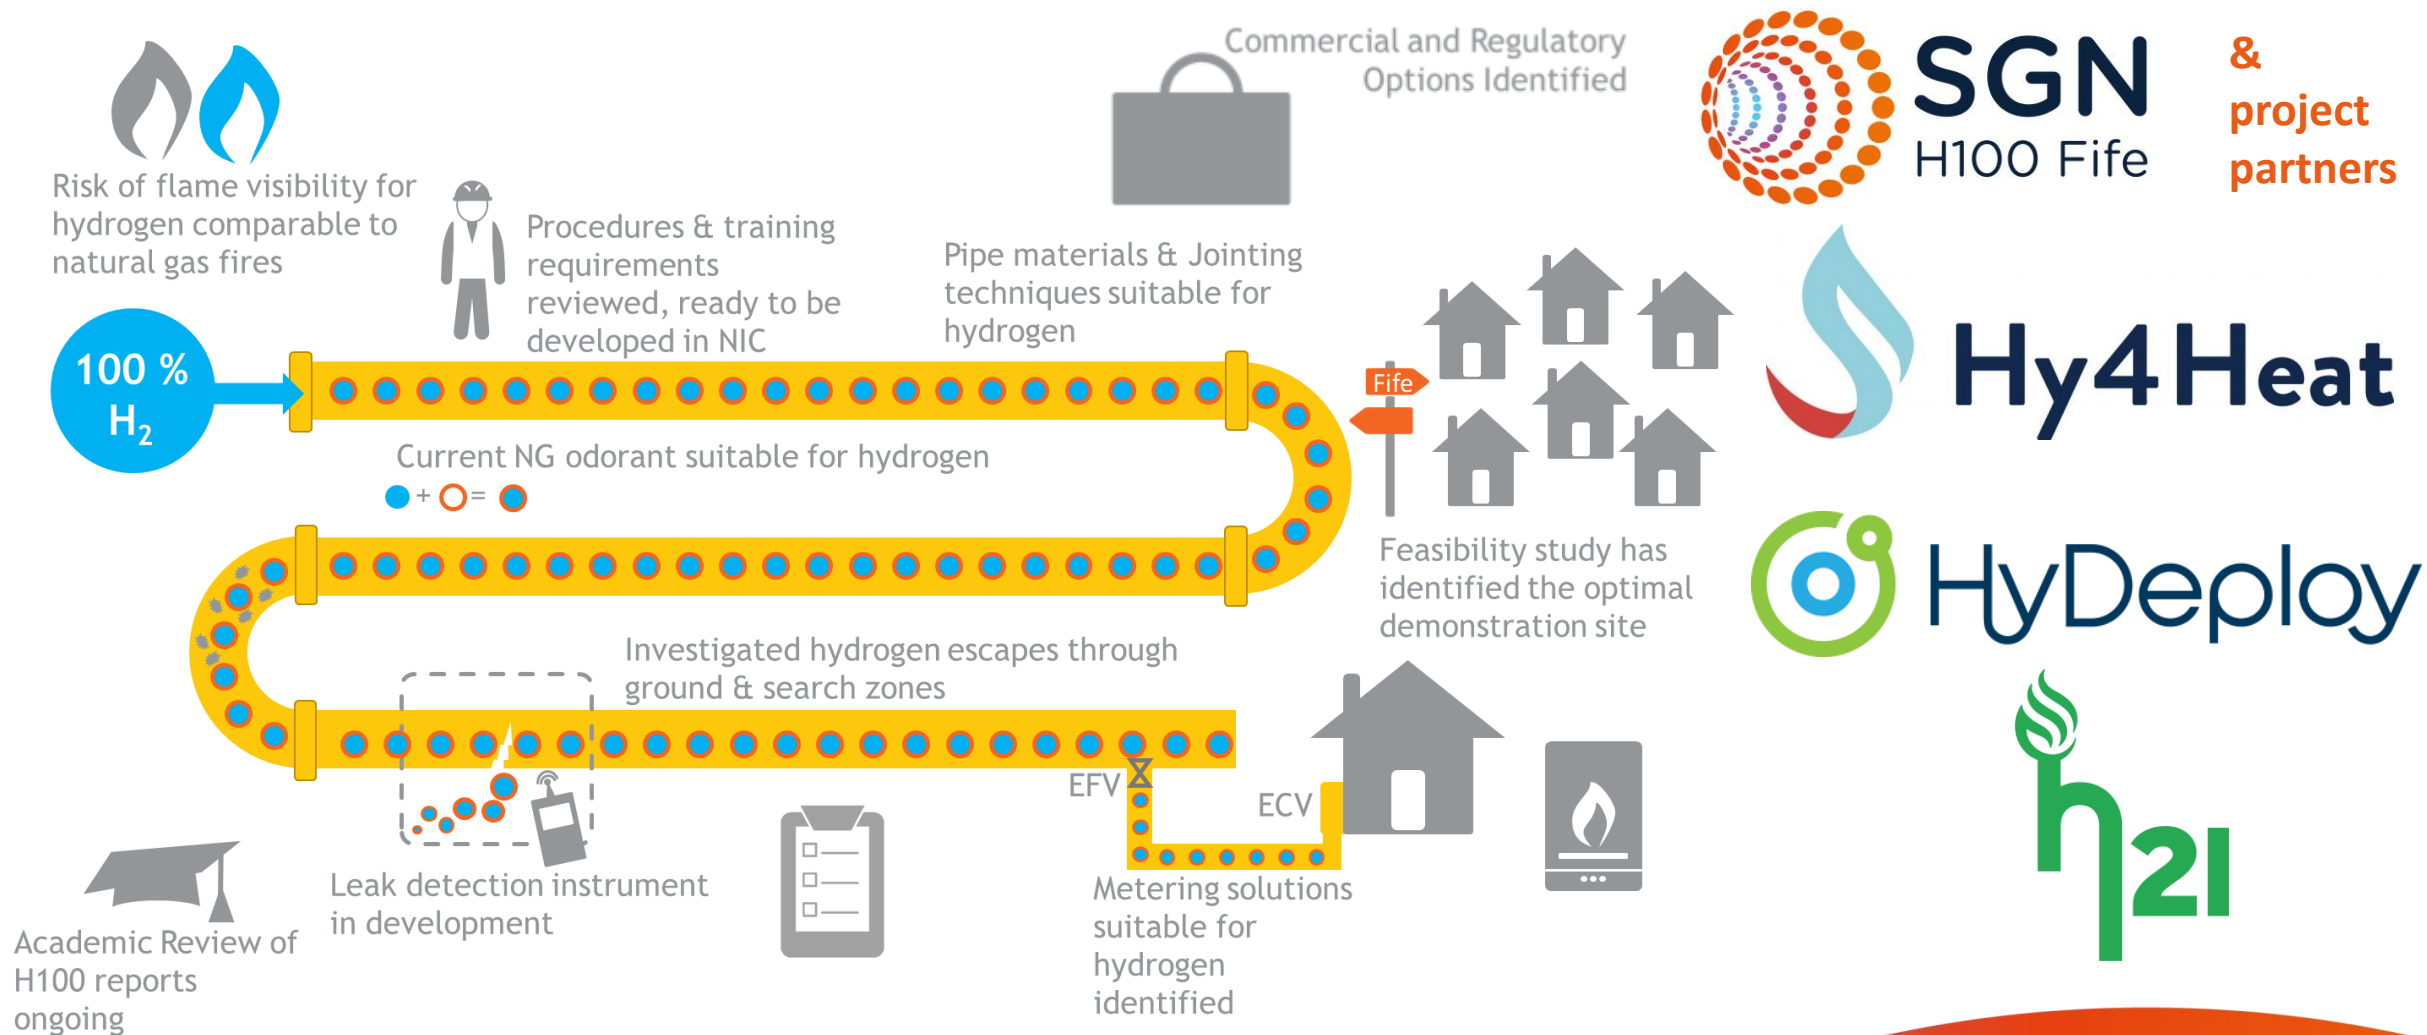 Commercial and Regulatory
Options Identified
SGN
H100 Fife
&
project
partners
Risk of flame visibility for
hydrogen comparable to
natural gas fires
Procedures & training
requirements
reviewed, ready to be
developed in NIC
Pipe materials & Jointing
techniques suitable for
hydrogen
100 %
H₂
Fife
Hy4Heat
Current NG odorant suitable for hydrogen
+ =
Feasibility study has
identified the optimal
demonstration site
HyDeploy
Investigated hydrogen escapes through
ground & search zones
EFV
ECV
h21
Leak detection instrument
in development
Metering solutions
suitable for
hydrogen
identified
Academic Review of
H100 reports
ongoing